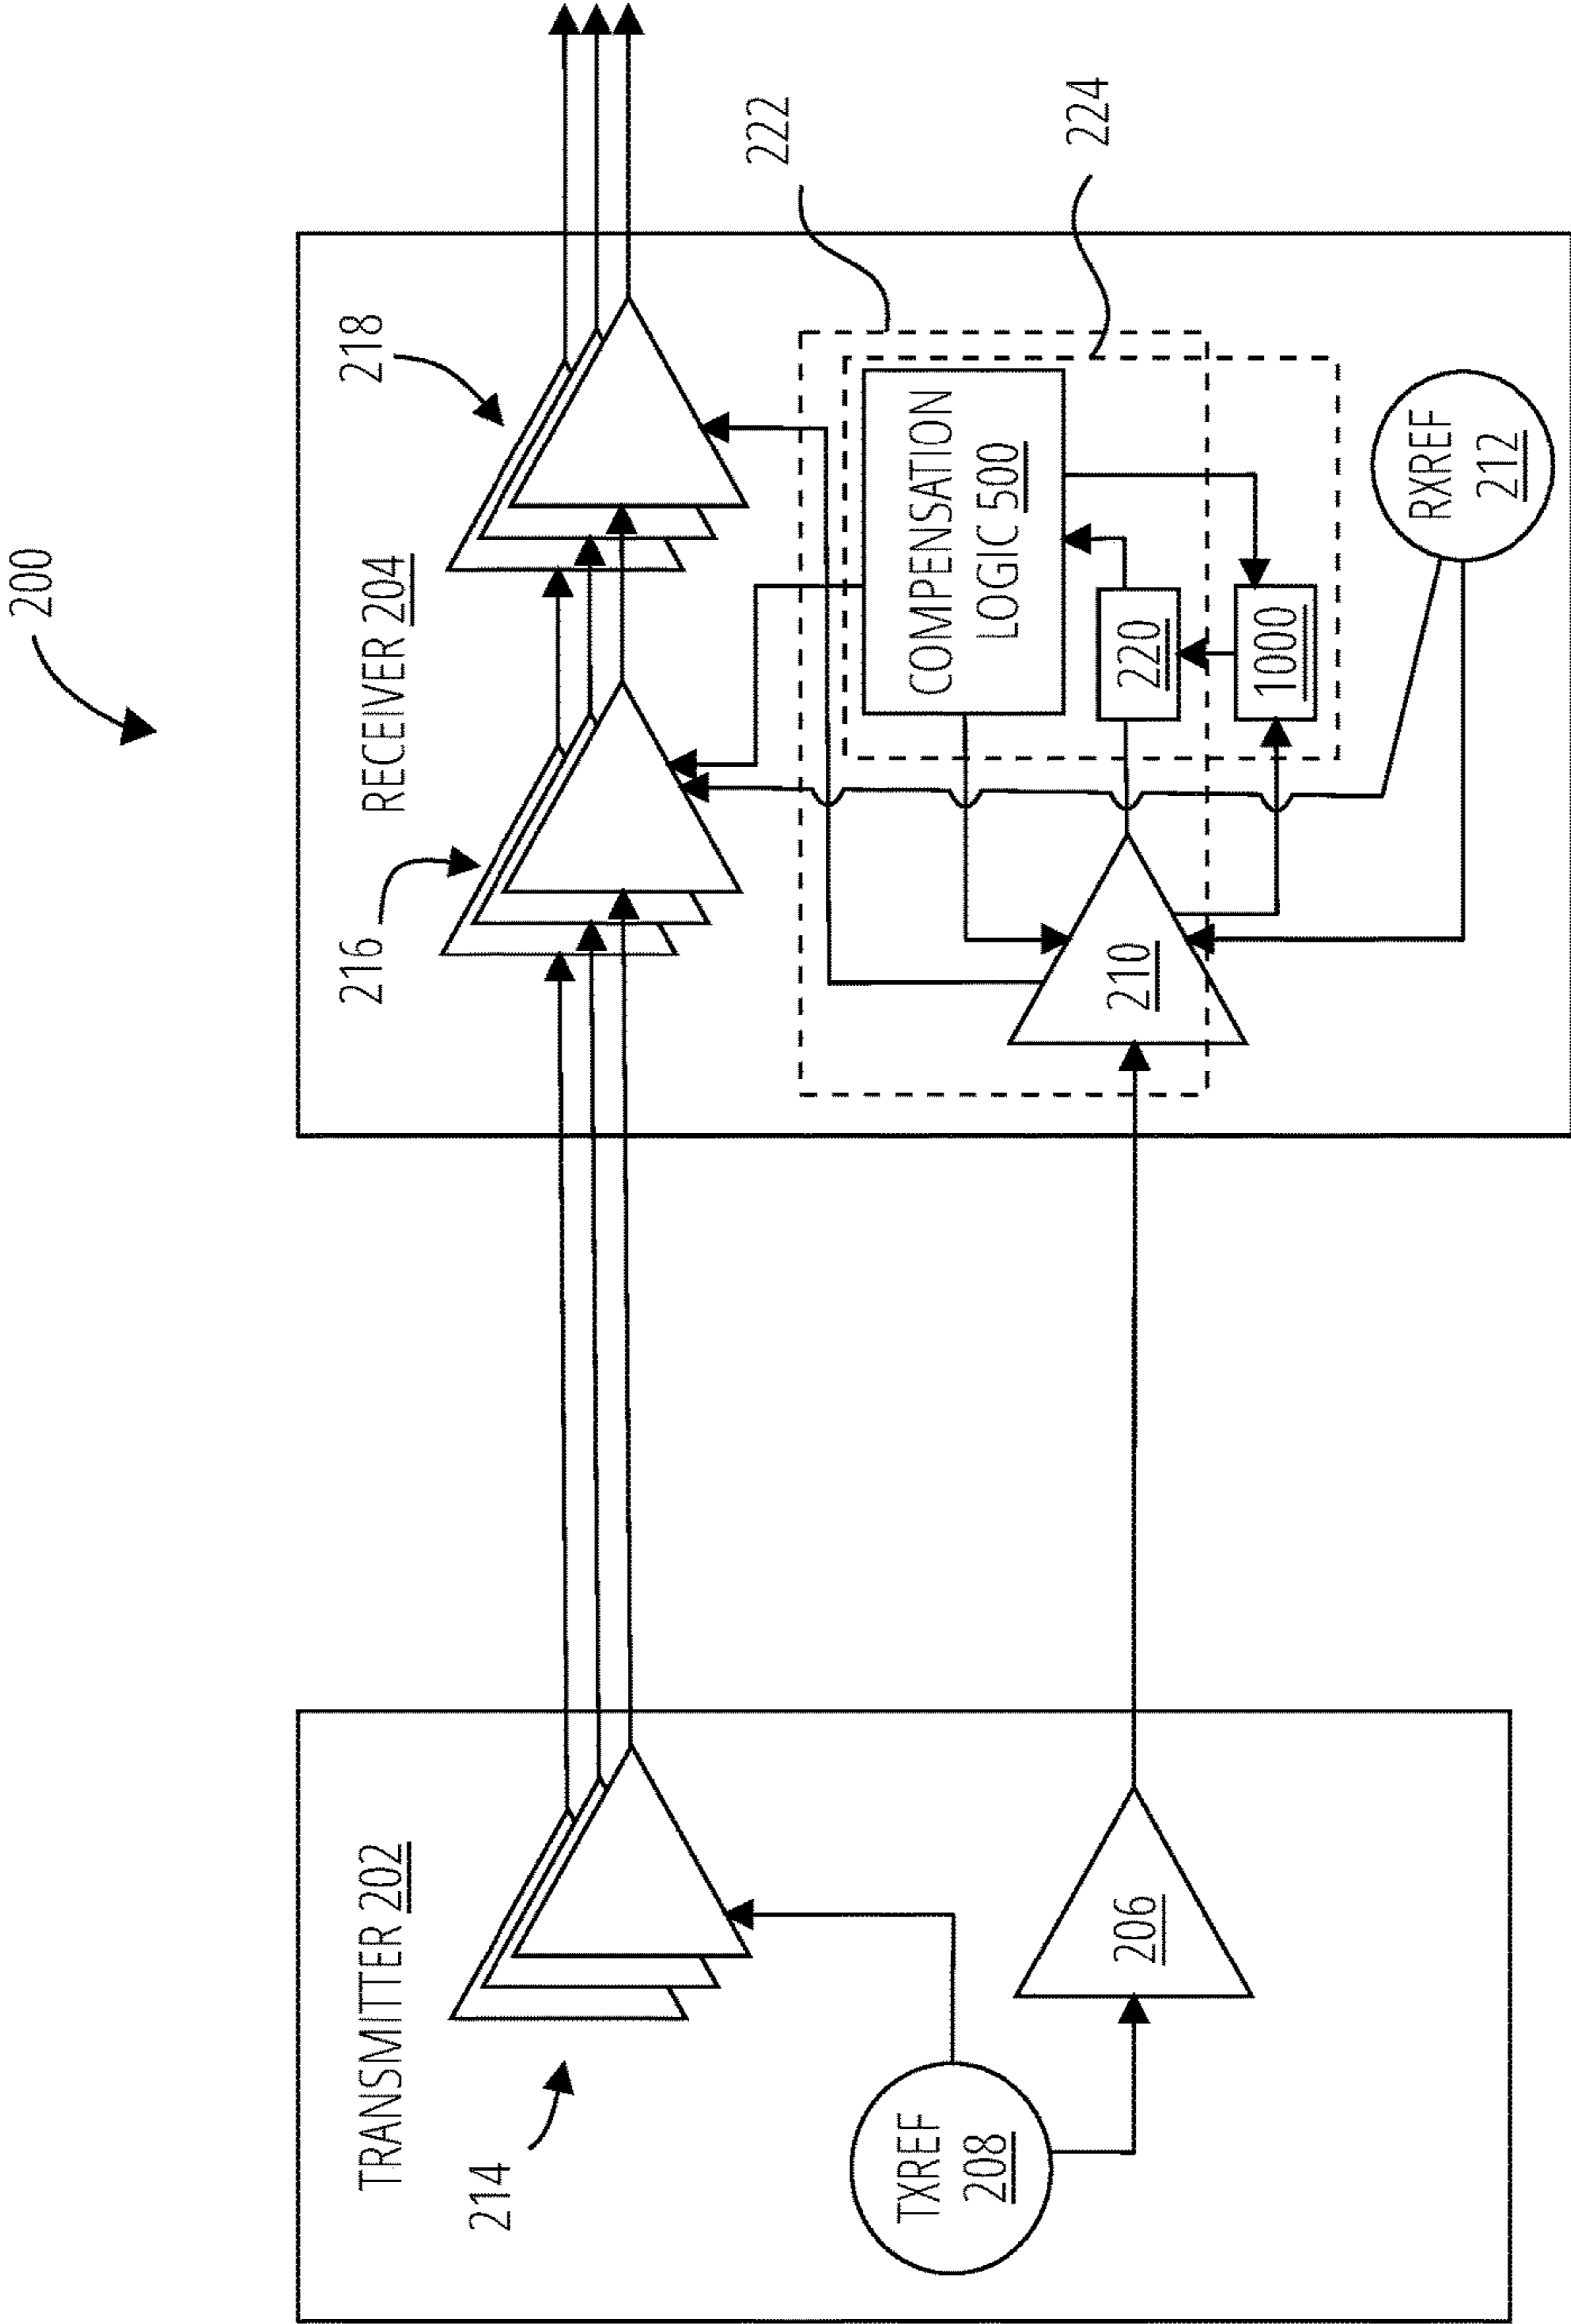 200
TRANSMITTER 202
214
TXREF
208
206
RECEIVER 204
216
218
210
COMPENSATION
LOGIC 500
220
1000
222
224
RXREF
212